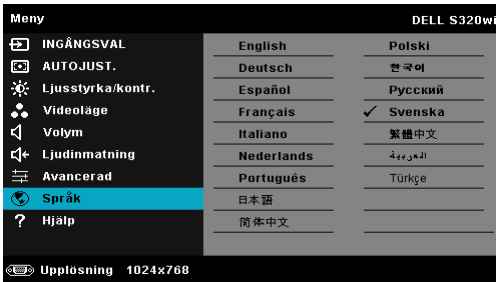 Meny DELL S320wi
INGÅNGSVAL
AUTOJUST.
Ljusstyrka/kontr.
Videoläge
Volym
Ljudinmatning
Avancerad
Språk
Hjälp
English Polski
Deutsch 한국어
Español Русский
Français Svenska
Italiano 繁體中文
Nederlands العربية
Português Türkçe
日本語
简体中文
Upplösning 1024x768